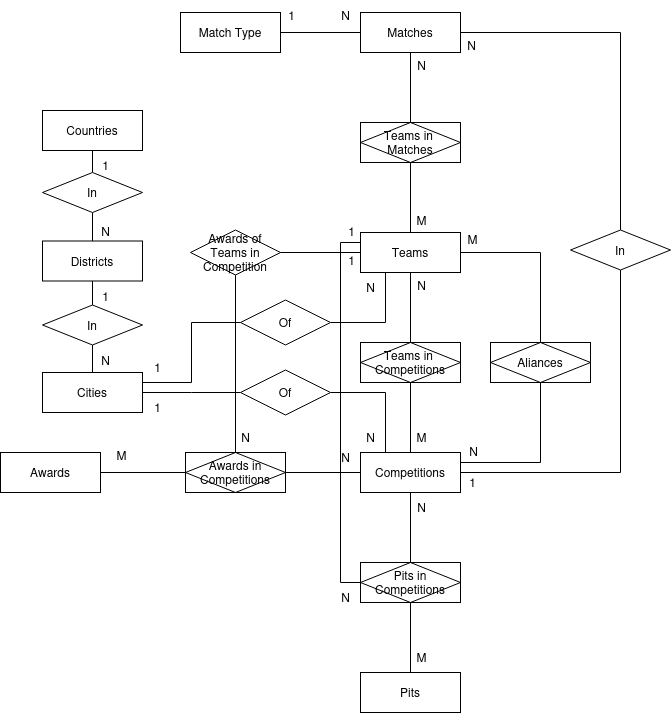 1 N
Match Type Matches
N
N
Countries
Teams in
Matches
1
In
M
N
Awards of
Teams in
Competition
1
M
Districts
Teams
1
In
1
N
N
In
Of
N
1
Teams in
Competitions
Aliances
Cities
Of
1
N
N
M
M
N
N
Awards
Awards in
Competitions
Competitions
1
N
Pits in
Competitions
N
M
Pits